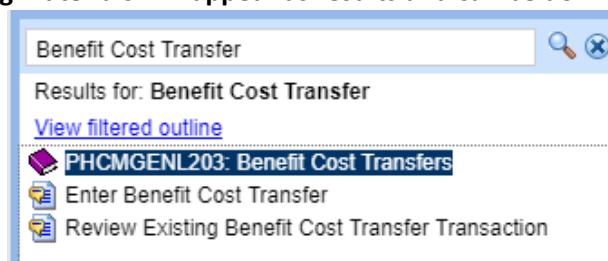 Benefit Cost Transfer
Results for: Benefit Cost Transfer
View filtered outline
PHCMGENL203: Benefit Cost Transfers
Enter Benefit Cost Transfer
Review Existing Benefit Cost Transfer Transaction